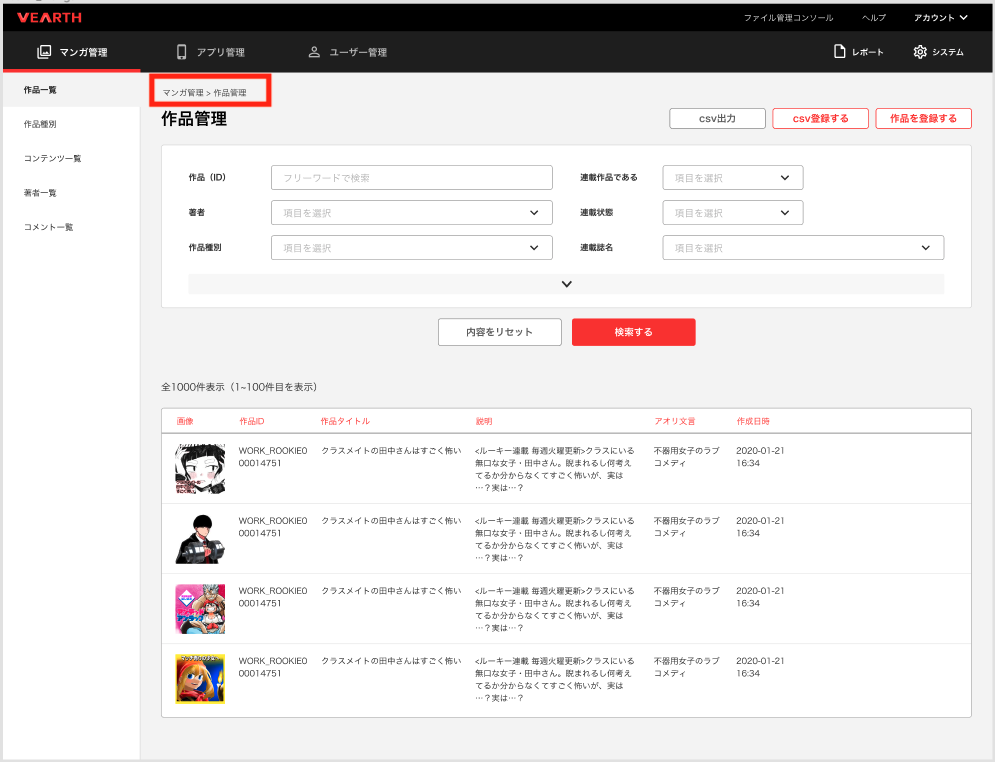 VEARTH
ファイル管理コンソール ヘルプ アカウント
マンガ管理 アプリ管理 ユーザー管理 レポート システム
作品一覧
作品種別
コンテンツ一覧
著者一覧
コメント一覧
マンガ管理 > 作品管理
作品管理
csv出力 csv登録する 作品を登録する
作品（ID） フリーワードで検索 連載作品である 項目を選択
著者 項目を選択 連載状態 項目を選択
作品種別 項目を選択 連載誌名 項目を選択
内容をリセット 検索する
全1000件表示（1~100件目を表示）
画像 作品ID 作品タイトル 説明 アオリ文言 作成日時
WORK_ROOKIE0 クラスメイトの田中さんはすごく怖い <ルーキー連載 毎週火曜更新>クラスにいる 不器用女子のラブ 2020-01-21
00014751 無口な女子・田中さん。睨まれるし何考え コメディ 16:34
てるか分からなくてすごく怖いが、実は
…？実は…？
WORK_ROOKIE0 クラスメイトの田中さんはすごく怖い <ルーキー連載 毎週火曜更新>クラスにいる 不器用女子のラブ 2020-01-21
00014751 無口な女子・田中さん。睨まれるし何考え コメディ 16:34
てるか分からなくてすごく怖いが、実は
…？実は…？
WORK_ROOKIE0 クラスメイトの田中さんはすごく怖い <ルーキー連載 毎週火曜更新>クラスにいる 不器用女子のラブ 2020-01-21
00014751 無口な女子・田中さん。睨まれるし何考え コメディ 16:34
てるか分からなくてすごく怖いが、実は
…？実は…？
アンデッド
アンラック
WORK_ROOKIE0 クラスメイトの田中さんはすごく怖い <ルーキー連載 毎週火曜更新>クラスにいる 不器用女子のラブ 2020-01-21
00014751 無口な女子・田中さん。睨まれるし何考え コメディ 16:34
てるか分からなくてすごく怖いが、実は
…？実は…？